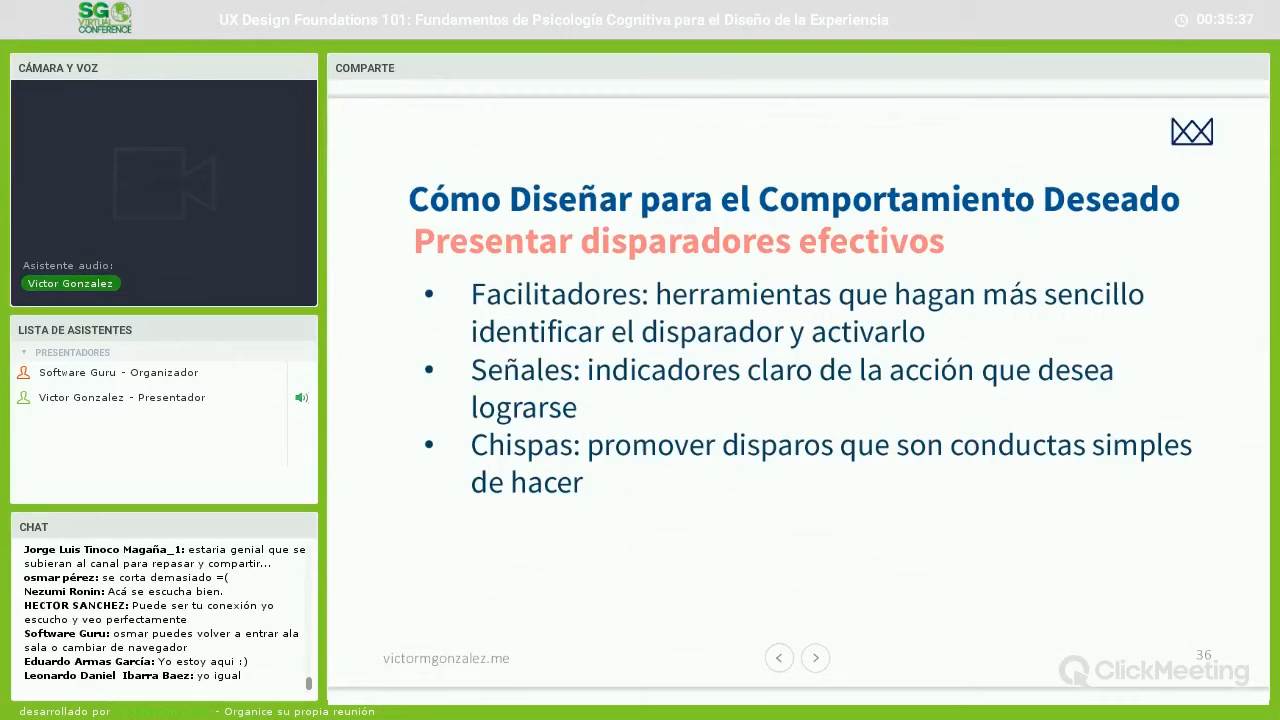 SG
VIRTUAL
CONFERENCE
UX Design Foundations 101: Fundamentos de Psicología Cognitiva para el Diseño de la Experiencia
00:35:37
CÁMARA Y VOZ
Asistente audio:
Victor Gonzalez
LISTA DE ASISTENTES
PRESENTADORES
Software Guru - Organizador
Victor Gonzalez - Presentador
CHAT
Jorge Luis Tinoco Magaña_1: estaria genial que se
subieran al canal para repasar y compartir...
osmar pérez: se corta demasiado =(
Nezumi Ronin: Acá se escucha bien.
HECTOR SANCHEZ: Puede ser tu conexión yo
escucho y veo perfectamente
Software Guru: osmar puedes volver a entrar ala
sala o cambiar de navegador
Eduardo Armas García: Yo estoy aqui :)
Leonardo Daniel Ibarra Baez: yo igual
desarrollado por
- Organice su propia reunión
COMPARTE
Cómo Diseñar para el Comportamiento Deseado
Presentar disparadores efectivos
• Facilitadores: herramientas que hagan más sencillo
identificar el disparador y activarlo
• Señales: indicadores claro de la acción que desea
lograrse
• Chispas: promover disparos que son conductas simples
de hacer
victormgonzalez.me
36
ClickMeeting